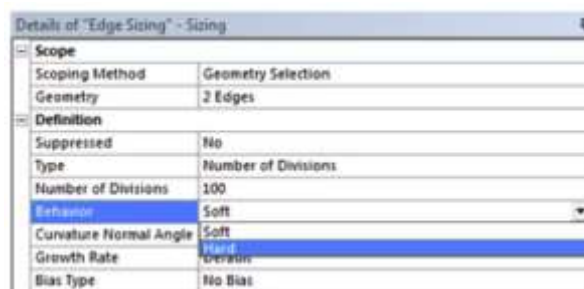 Details of "Edge Sizing" - Sizing
Scope
Scoping Method Geometry Selection
Geometry 2 Edges
Definition
Suppressed No
Type Number of Divisions
Number of Divisions 100
Behavior Soft
Curvature Normal Angle Soft
Hard
Growth Rate Default
Bias Type No Bias